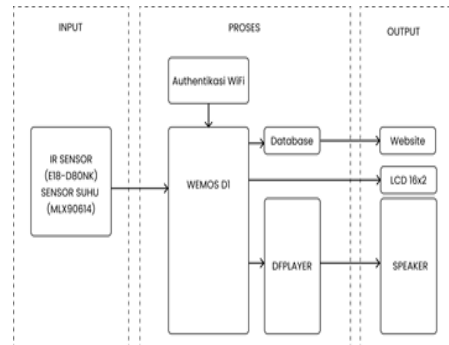 INPUT
PROSES
OUTPUT
Authentikasi WiFi
IR SENSOR
(E18-D80NK)
SENSOR SUHU
(MLX90614)
WEMOS D1
Database
Website
LCD 16x2
DFPLAYER
SPEAKER